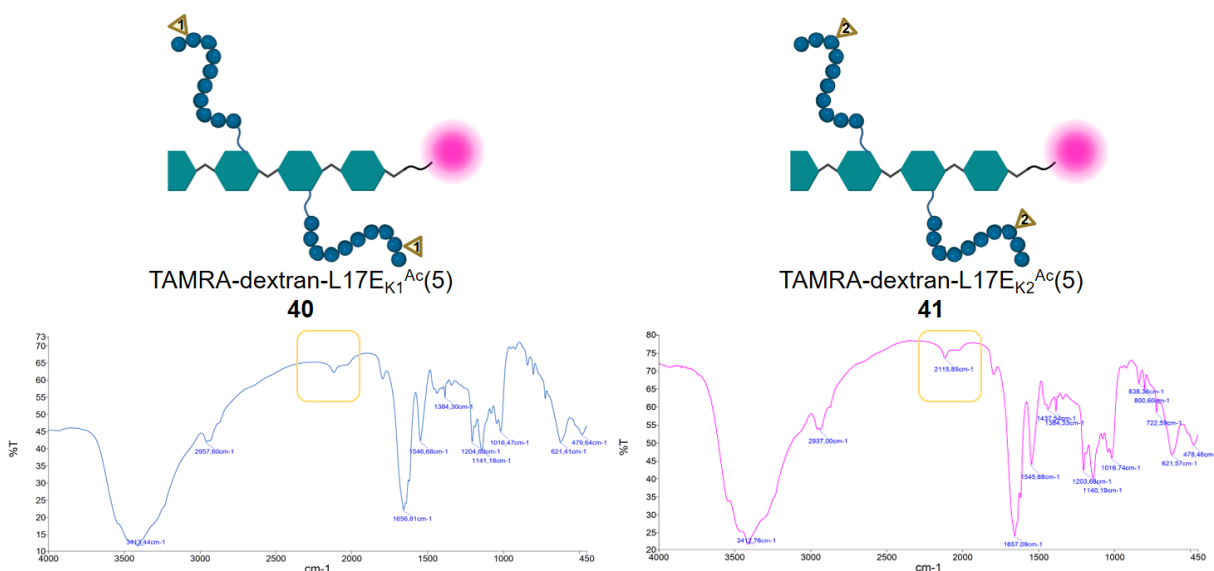 1
1
TAMRA-dextran-L17E_K1^Ac(5)
40
2
2
TAMRA-dextran-L17E_K2^Ac(5)
41
73
70
65
60
55
50
45
40
35
30
25
20
15
10
%T
4000
3000
2000
1500
1000
450
cm-1
3413,44cm-1
2957,60cm-1
1656,81cm-1
1546,68cm-1
1384,30cm-1
1204,69cm-1
1141,18cm-1
1016,47cm-1
621,41cm-1
479,64cm-1
80
75
70
65
60
55
50
45
40
35
30
25
20
%T
4000
3000
2000
1500
1000
450
cm-1
3412,76cm-1
2937,00cm-1
2115,85cm-1
1657,09cm-1
1545,88cm-1
1437,54cm-1
1384,33cm-1
1203,68cm-1
1140,19cm-1
1016,74cm-1
838,36cm-1
800,60cm-1
722,59cm-1
621,57cm-1
478,46cm-1